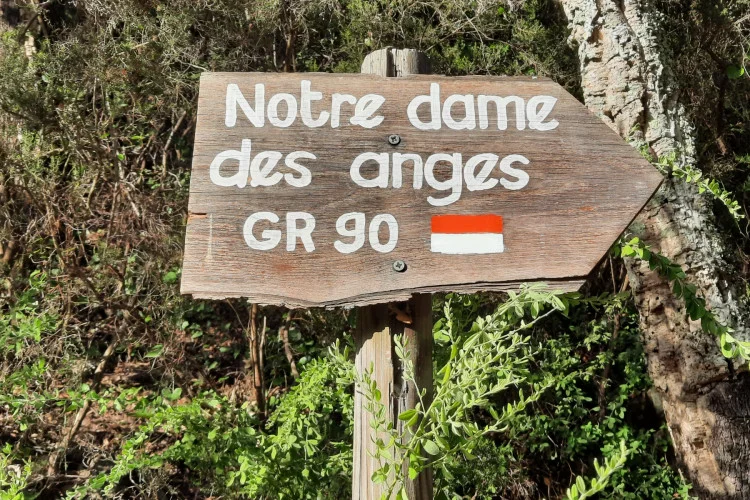 Notre dame
des anges
GR 90